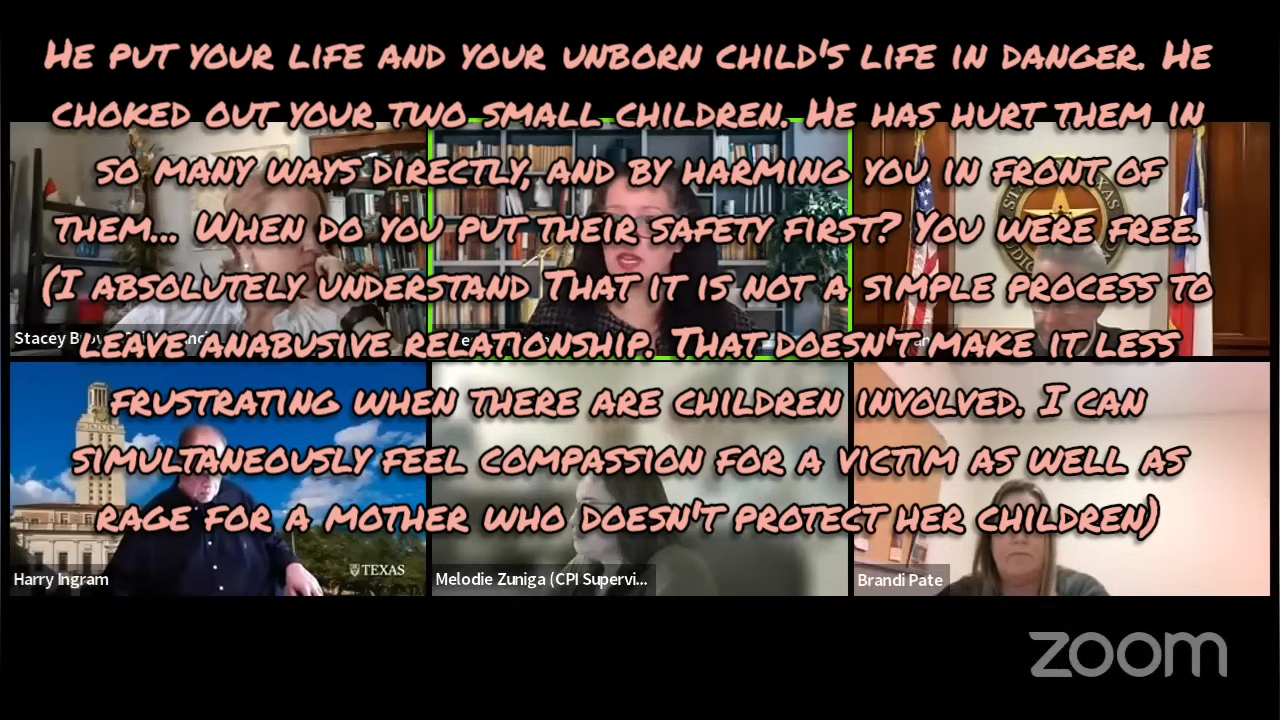 He put your life and your unborn child's life in danger. He
choked out your two small children. He has hurt them in
so many ways directly, and by harming you in front of
them... When do you put their safety first? You were free.
(I absolutely understand That it is not a simple process to
leave anabusive relationship. That doesn't make it less
frustrating when there are children involved. I can
simultaneously feel compassion for a victim as well as
rage for a mother who doesn't protect her children)
Stacey
Harry Ingram
TEXAS
Melodie Zuniga (CPI Supervi...
Brandi Pate
zoom